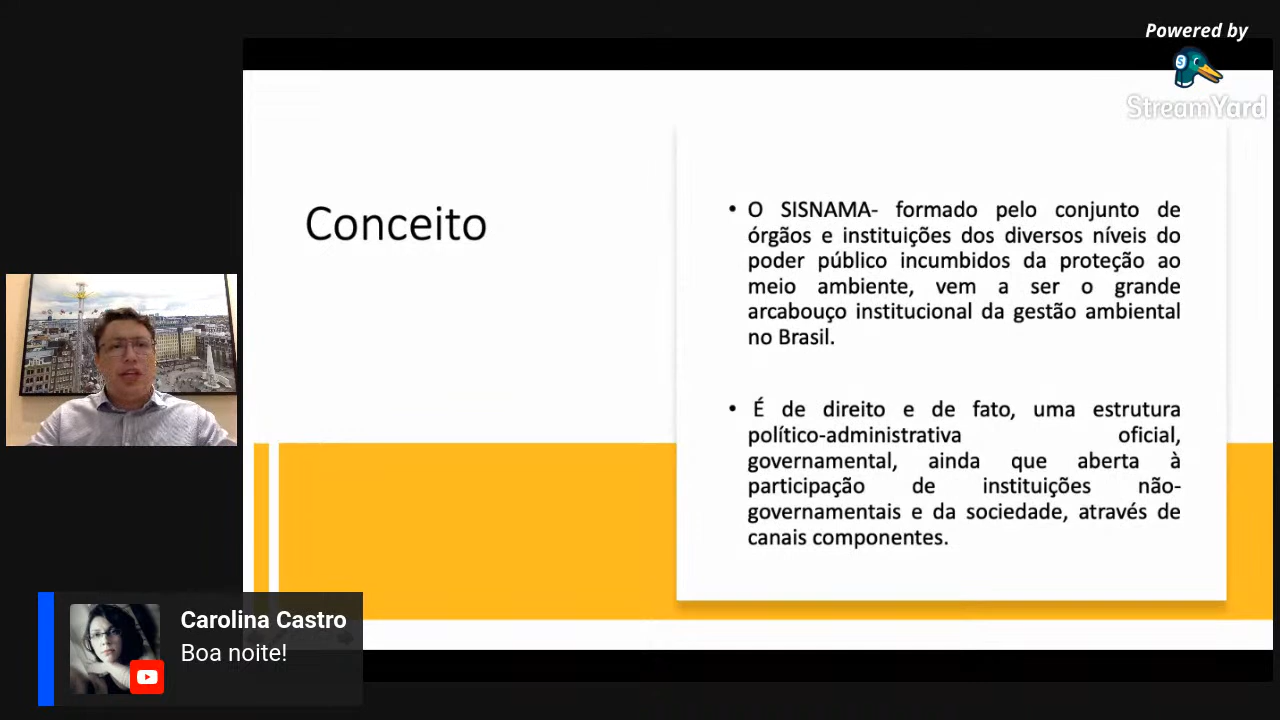 Powered by
StreamYard
Conceito
• O SISNAMA- formado pelo conjunto de
órgãos e instituições dos diversos níveis do
poder público incumbidos da proteção ao
meio ambiente, vem a ser o grande
arcabouço institucional da gestão ambiental
no Brasil.
• É de direito e de fato, uma estrutura
político-administrativa oficial,
governamental, ainda que aberta à
participação de instituições não-
governamentais e da sociedade, através de
canais componentes.
Carolina Castro
Boa noite!